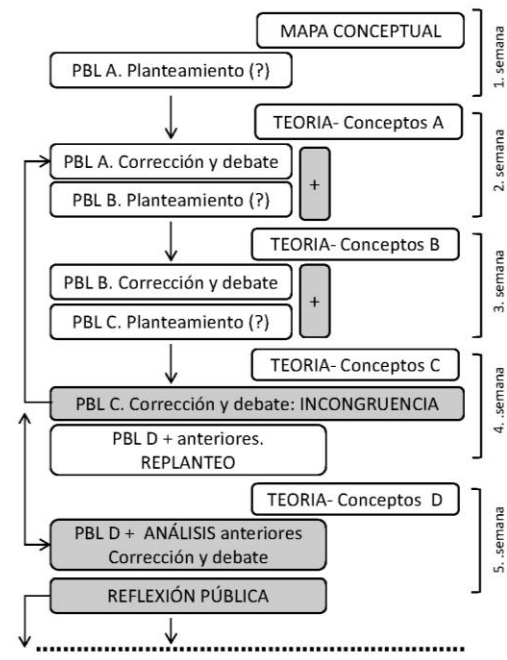 MAPA CONCEPTUAL
PBL A. Planteamiento (?)
1. semana
TEORIA- Conceptos A
PBL A. Corrección y debate
PBL B. Planteamiento (?)
+
2. semana
TEORIA- Conceptos B
PBL B. Corrección y debate
PBL C. Planteamiento (?)
+
3. semana
TEORIA- Conceptos C
PBL C. Corrección y debate: INCONGRUENCIA
PBL D + anteriores.
REPLANTEO
4. .semana
TEORIA- Conceptos D
PBL D + ANÁLISIS anteriores
Corrección y debate
REFLEXIÓN PÚBLICA
5. .semana